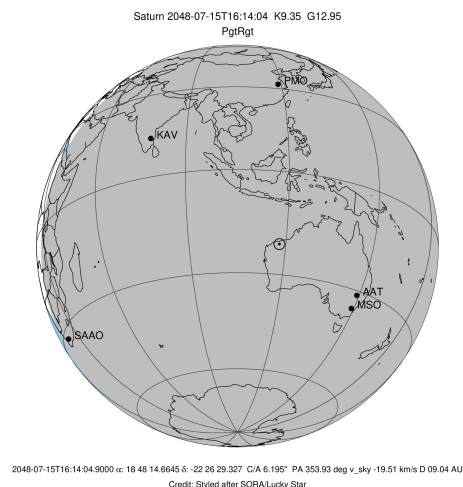 Saturn 2048-07-15T16:14:04  K9.35  G12.95
PgtRgt
PMO
KAV
AAT
MSO
SAAO
2048-07-15T16:14:04.9000 α: 18 48 14.6645 δ: -22 26 29.327  C/A 6.195"  PA 353.93 deg v_sky -19.51 km/s D 09.04 AU
Credit: Styled after SORA/Lucky Star